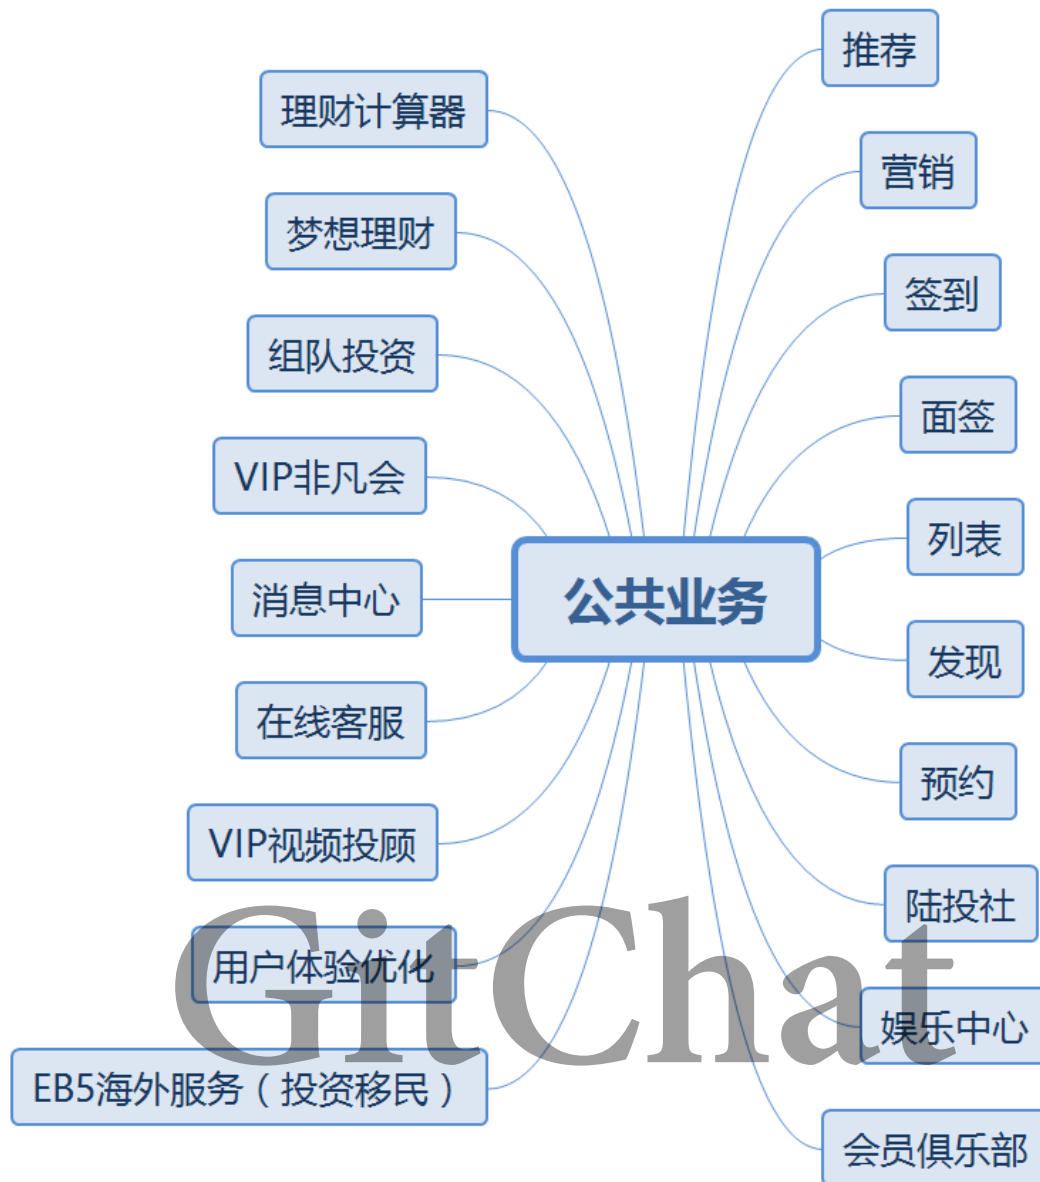 推荐
理财计算器
营销
梦想理财
签到
组队投资
面签
VIP非凡会
列表
公共业务
消息中心
发现
在线客服
预约
VIP视频投顾
陆投社
用户体验优化
GitChat
娱乐中心
EB5海外服务（投资移民）
会员俱乐部